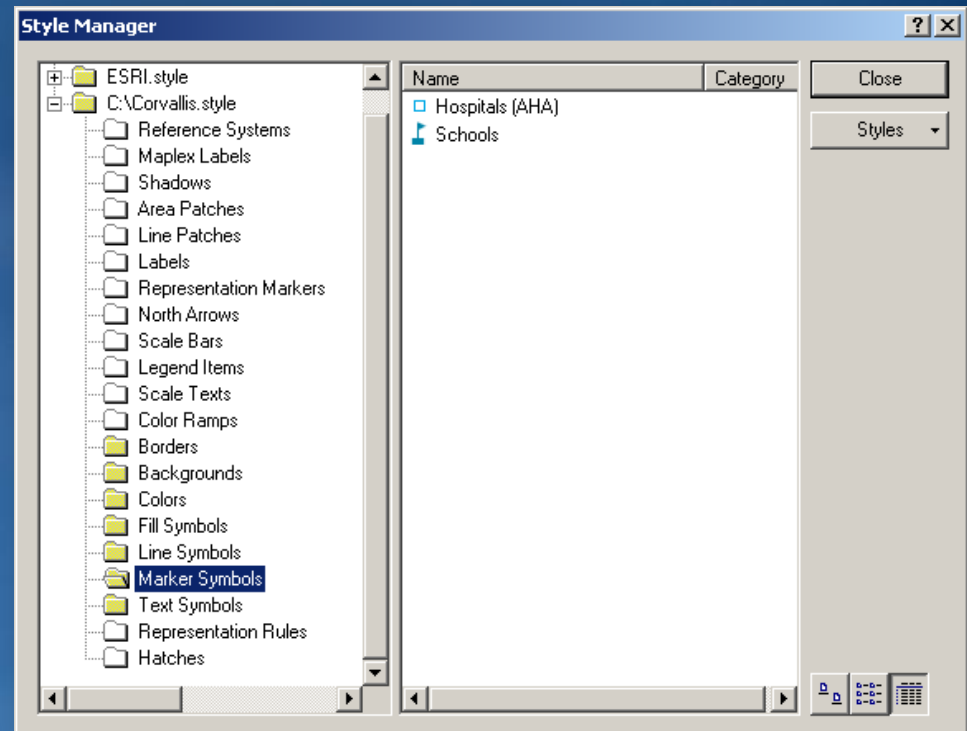 Style Manager
ESRI.style
C:\Corvallis.style
Reference Systems
Maplex Labels
Shadows
Area Patches
Line Patches
Labels
Representation Markers
North Arrows
Scale Bars
Legend Items
Scale Texts
Color Ramps
Borders
Backgrounds
Colors
Fill Symbols
Line Symbols
Marker Symbols
Text Symbols
Representation Rules
Hatches
Name Category
Hospitals (AHA)
Schools
Close
Styles